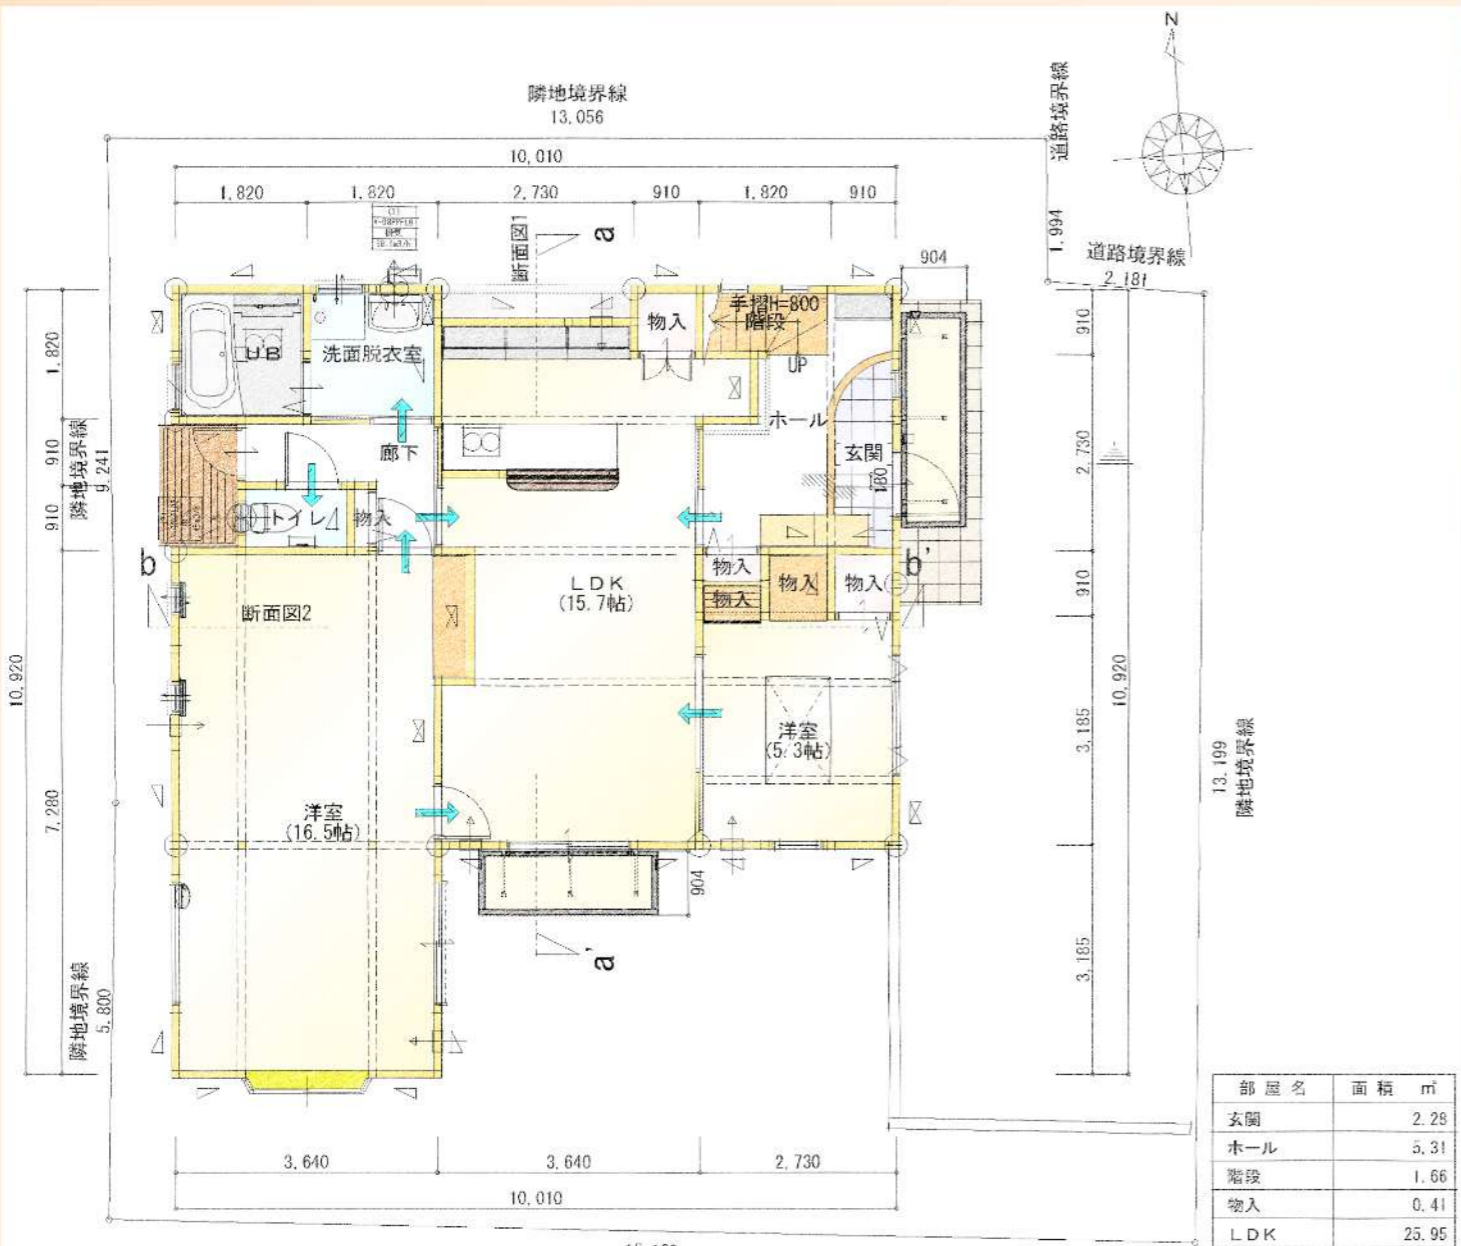 N
隣地境界線
13,056
道路境界線
10,010
1,820
1,820
2,730
910
1,820
910
1,994
道路境界線
2,181
904
断面図1
a
手摺H=800
階段
物入
UB
洗面脱衣室
UP
ホール
玄関
180
廊下
トイレ
物入
LDK
(15.7帖)
物入
物入
物入
物入
b
b'
断面図2
洋室
(5.3帖)
洋室
(16.5帖)
904
a'
1,820
910
910
7,280
10,920
隣地境界線
9,241
隣地境界線
5,800
910
2,730
910
3,185
3,185
10,920
13,199
隣地境界線
3,640
3,640
2,730
10,010
部屋名 面積 ㎡
玄関 2.28
ホール 5.31
階段 1.66
物入 0.41
LDK 25.95